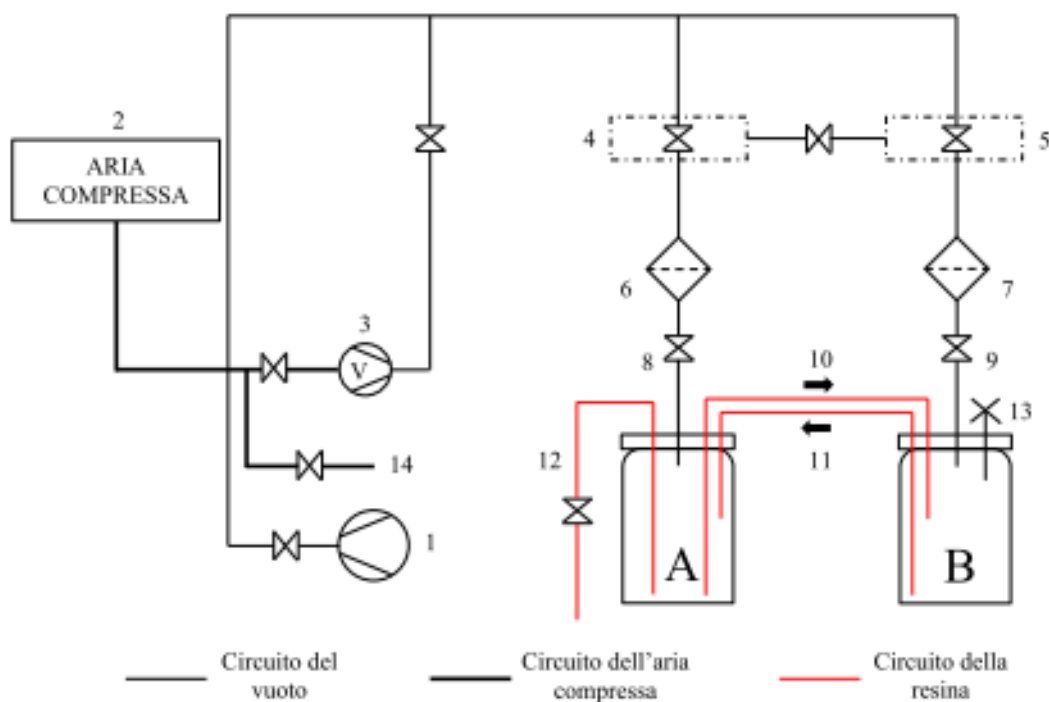 2
ARIA
COMPRESSA
4
5
6
7
3
V
8
10
9
13
12
11
14
1
A
B
Circuito del
vuoto
Circuito dell'aria
compressa
Circuito della
resina